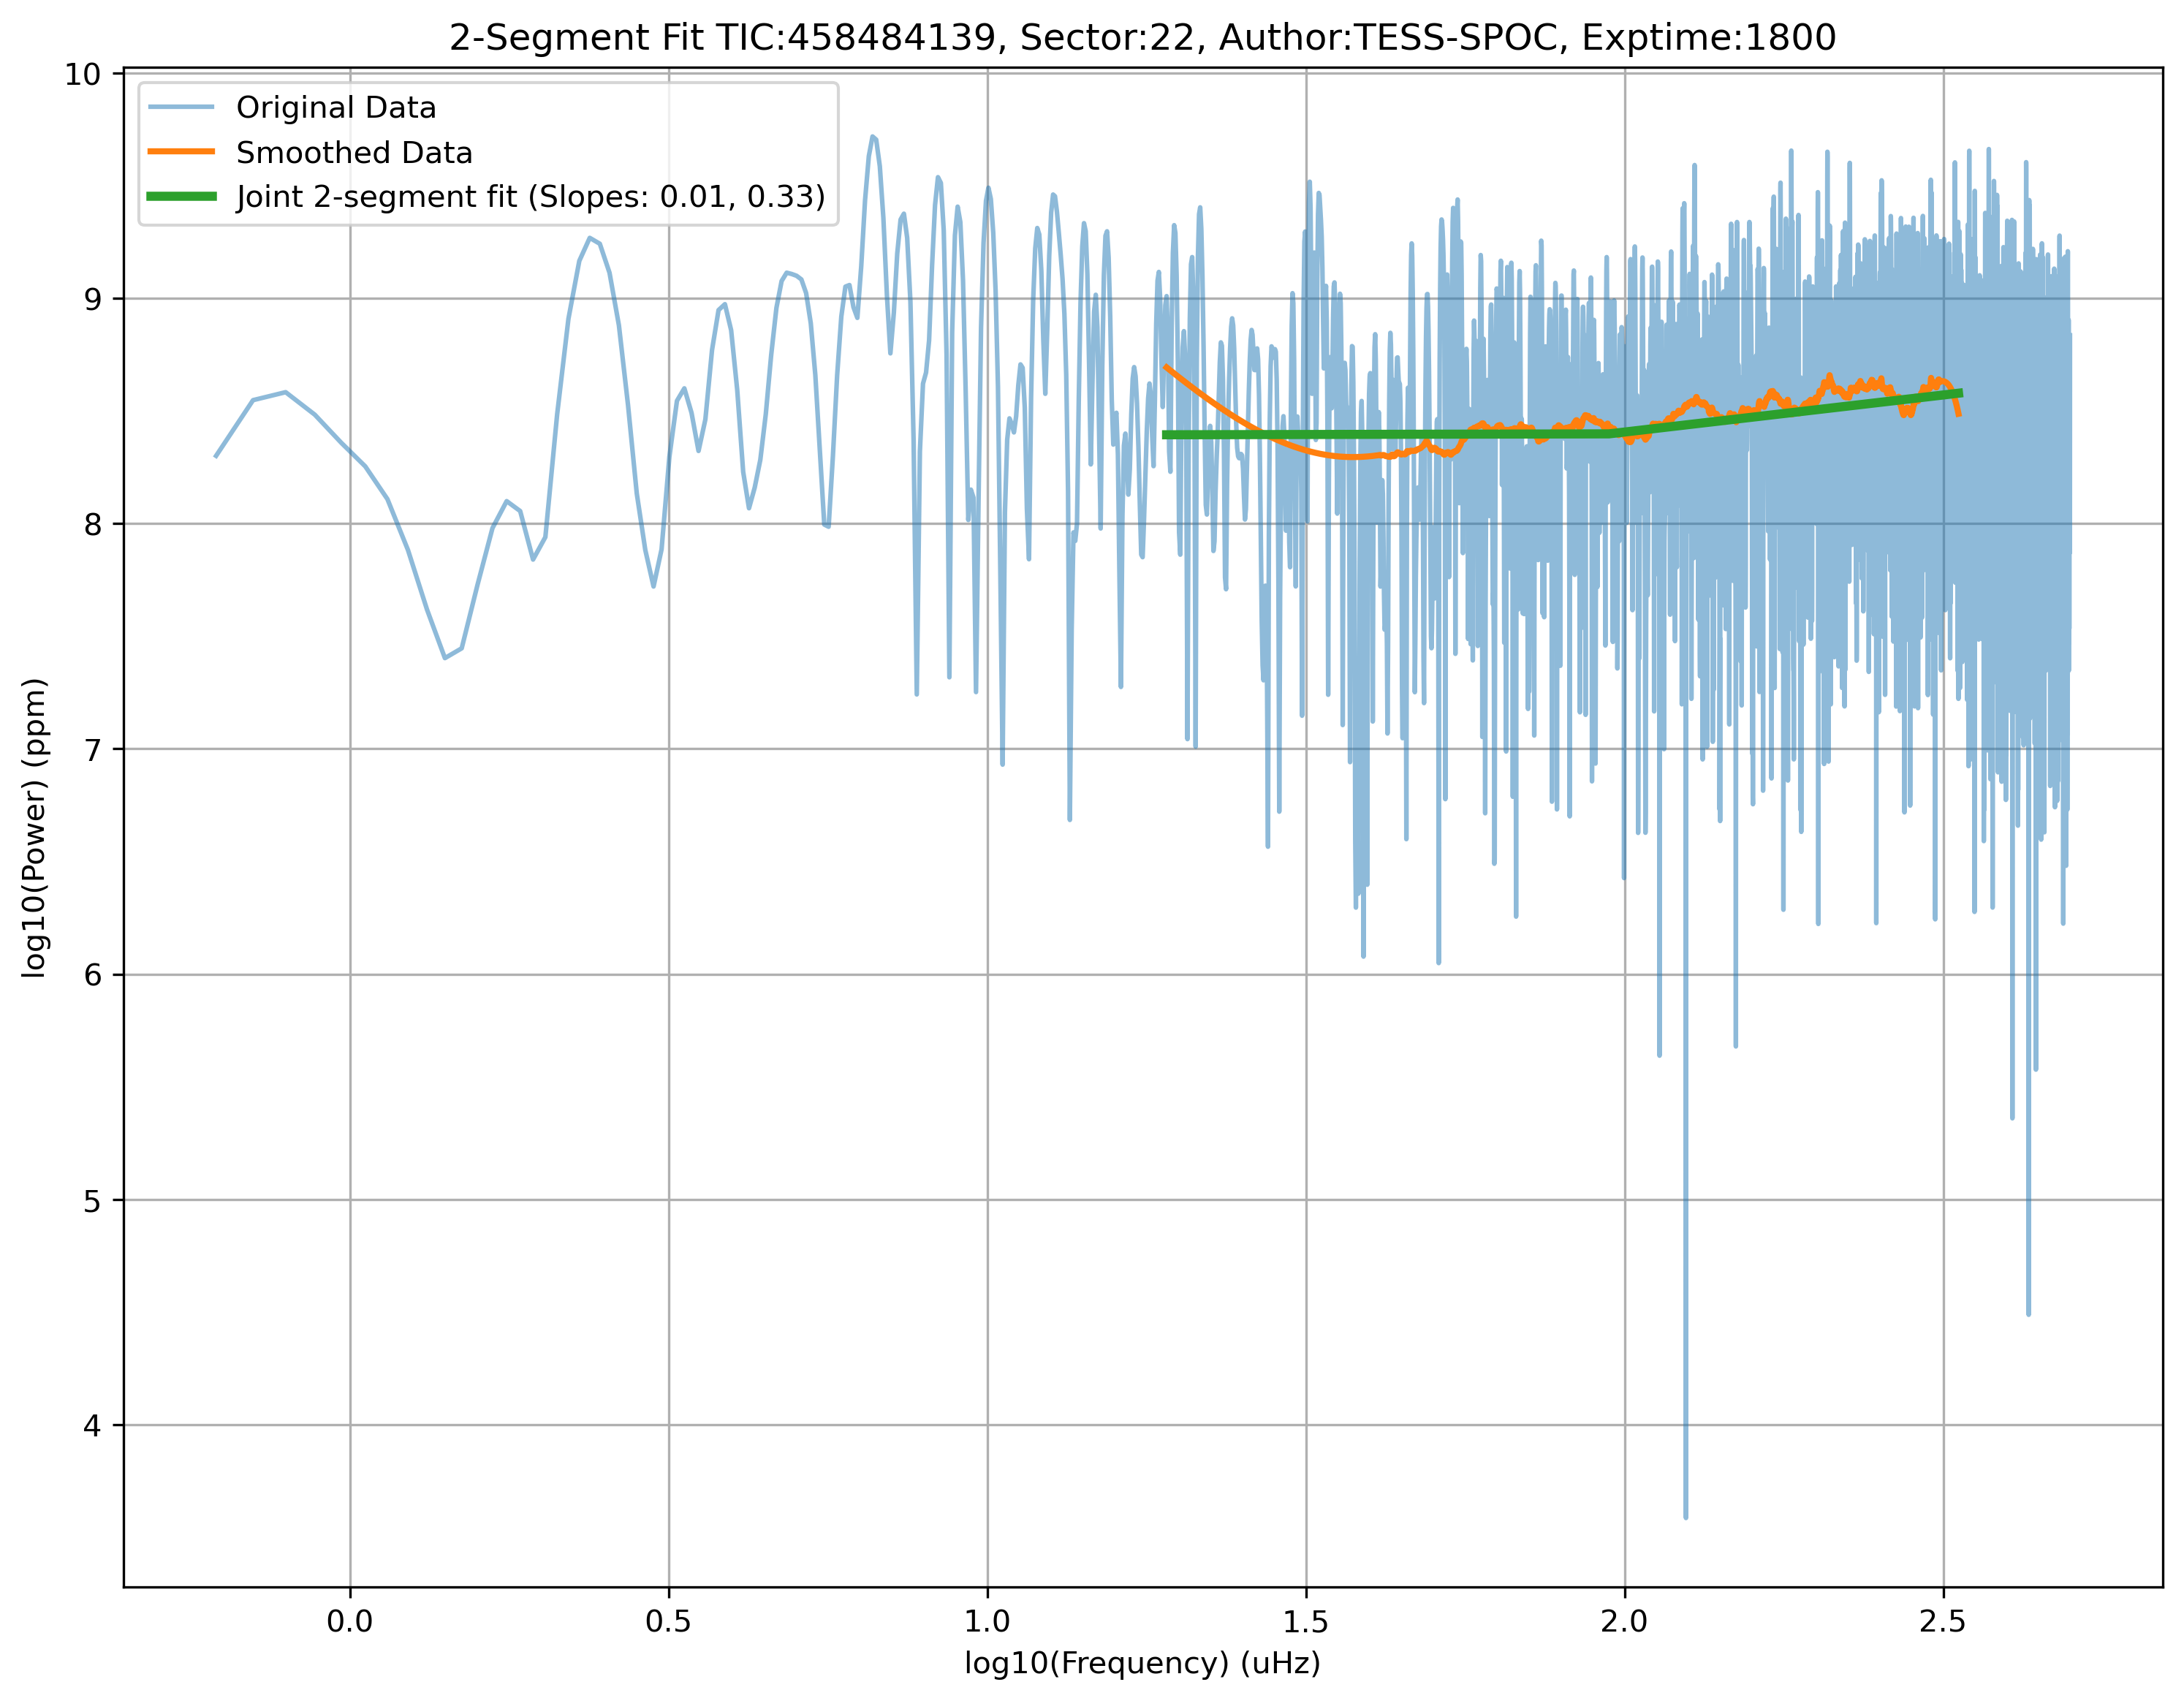 2-Segment Fit TIC:458484139, Sector:22, Author:TESS-SPOC, Exptime:1800
Original Data
Smoothed Data
Joint 2-segment fit (Slopes: 0.01, 0.33)
log10(Power) (ppm)
10
9
8
7
6
5
4
0.0 0.5 1.0 1.5 2.0 2.5
log10(Frequency) (uHz)